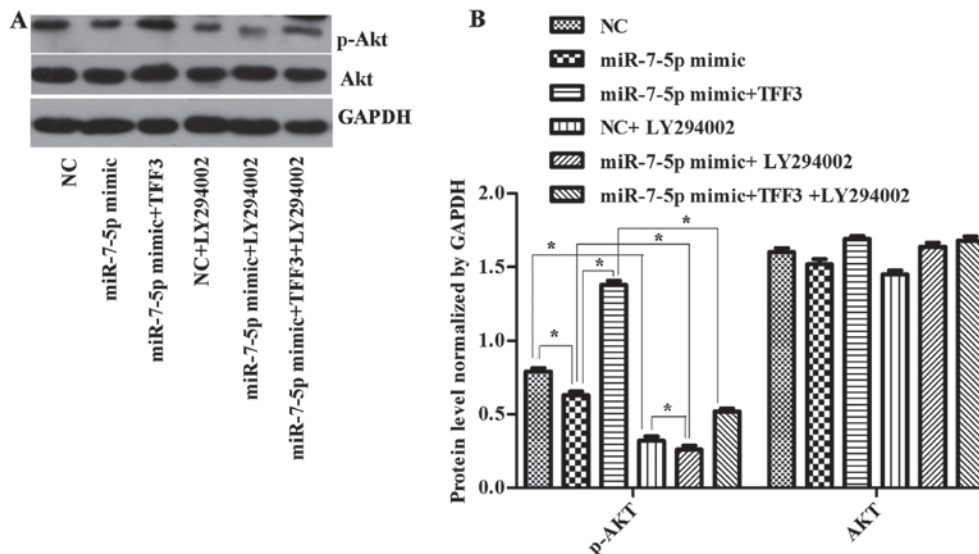 A
p-Akt
Akt
GAPDH
NC
miR-7-5p mimic
miR-7-5p mimic+TFF3
NC+LY294002
miR-7-5p mimic+LY294002
miR-7-5p mimic+TFF3+LY294002
B
NC
miR-7-5p mimic
miR-7-5p mimic+TFF3
NC+ LY294002
miR-7-5p mimic+ LY294002
miR-7-5p mimic+TFF3 +LY294002
Protein level normalized by GAPDH
2.0
1.5
1.0
0.5
0.0
* * * *
*
*
p-AKT
AKT